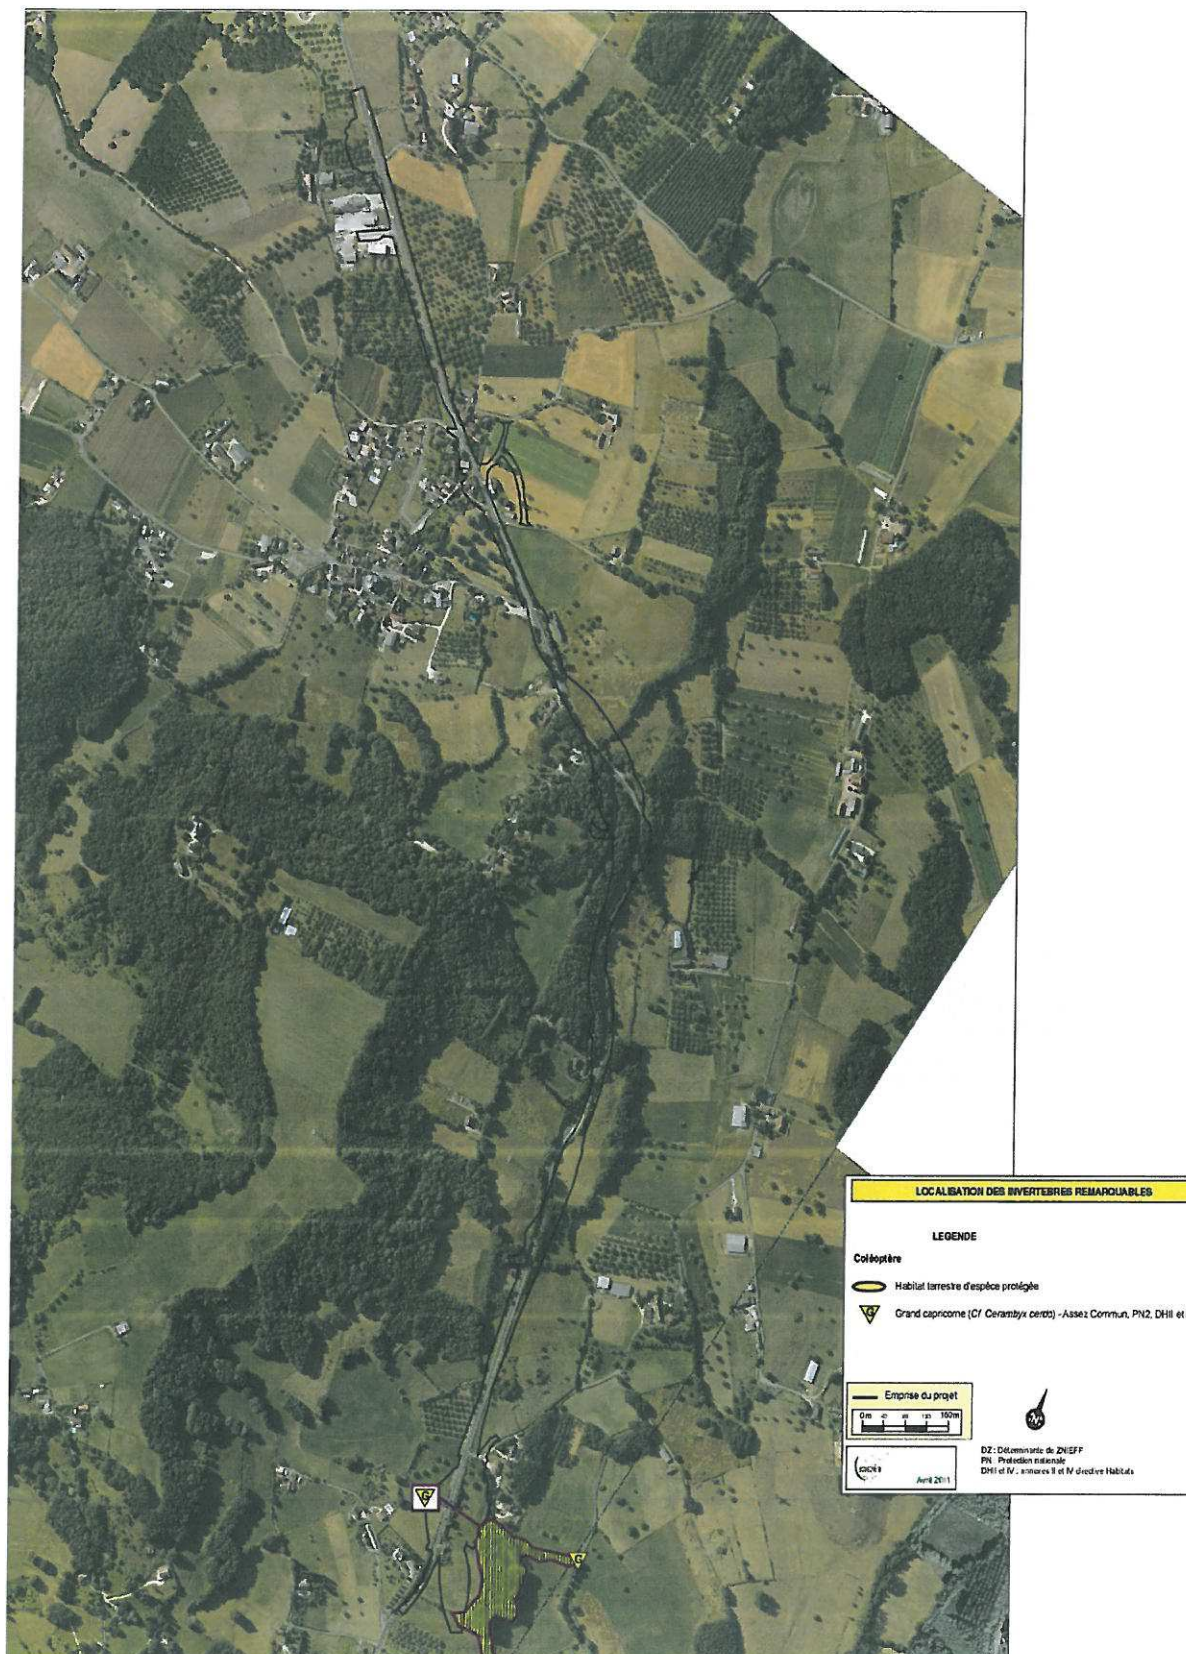 LOCALISATION DES INVERTEBRES REMARQUABLES
LEGENDE
Coléoptère
Habitat terrestre d'espèce protégée
G
Grand capricorne (Cf Cerambyx cerdo) - Assez Commun, PN2, DHII et
Emprise du projet
0m
160m
N
DZ : Déterminante de ZNIEFF
PN : Protection nationale
DHII et IV : annexes II et IV directive Habitats
Avril 2011
G
G